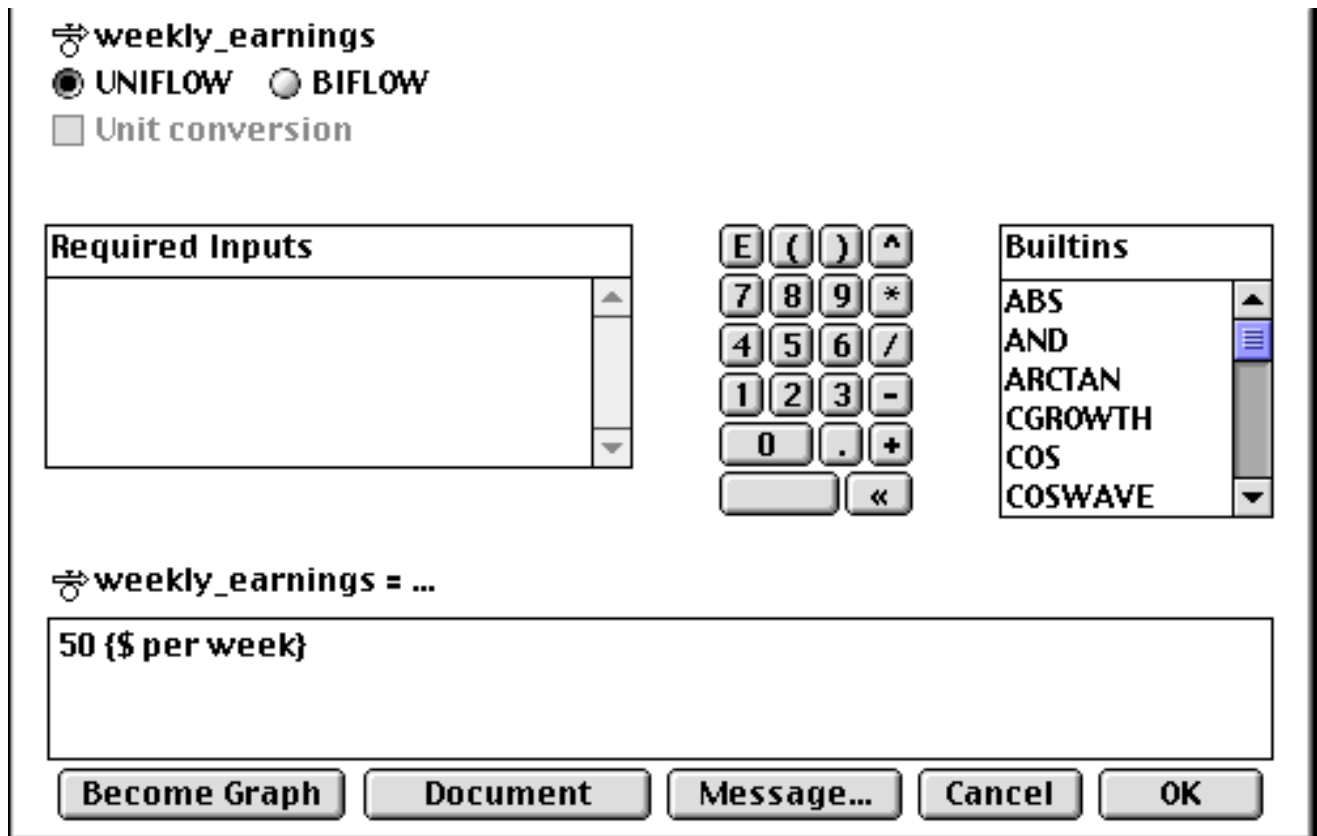 weekly_earnings
UNIFLOW BIFLOW
Unit conversion
Required Inputs
E ( ) ^
7 8 9 *
4 5 6 /
1 2 3 -
0 . +
«
Builtins
ABS
AND
ARCTAN
CGROWTH
COS
COSWAVE
weekly_earnings = ...
50 {$ per week}
Become Graph Document Message... Cancel OK